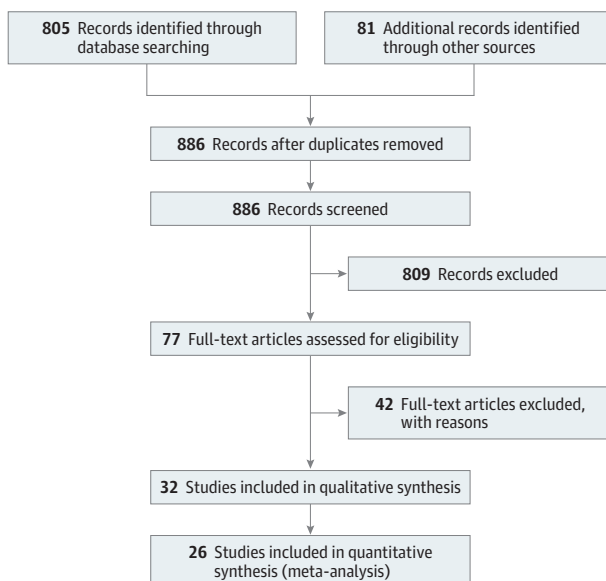 805 Records identified through
database searching
81 Additional records identified
through other sources
886 Records after duplicates removed
886 Records screened
809 Records excluded
77 Full-text articles assessed for eligibility
42 Full-text articles excluded,
with reasons
32 Studies included in qualitative synthesis
26 Studies included in quantitative
synthesis (meta-analysis)